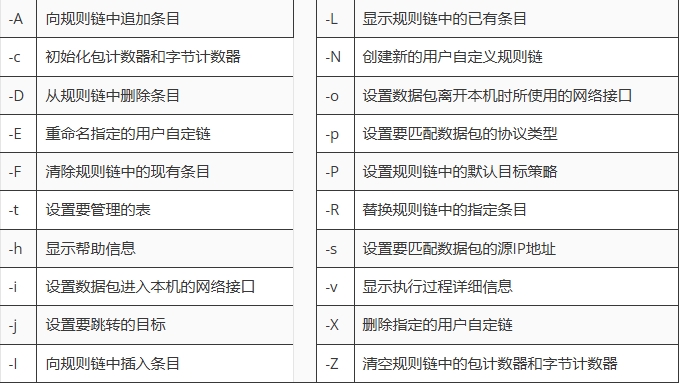 -A 向规则链中追加条目
-c 初始化包计数器和字节计数器
-D 从规则链中删除条目
-E 重命名指定的用户自定链
-F 清除规则链中的现有条目
-t 设置要管理的表
-h 显示帮助信息
-i 设置数据包进入本机的网络接口
-j 设置要跳转的目标
-I 向规则链中插入条目
-L 显示规则链中的已有条目
-N 创建新的用户自定义规则链
-o 设置数据包离开本机时所使用的网络接口
-p 设置要匹配数据包的协议类型
-P 设置规则链中的默认目标策略
-R 替换规则链中的指定条目
-s 设置要匹配数据包的源IP地址
-v 显示执行过程详细信息
-X 删除指定的用户自定链
-Z 清空规则链中的包计数器和字节计数器